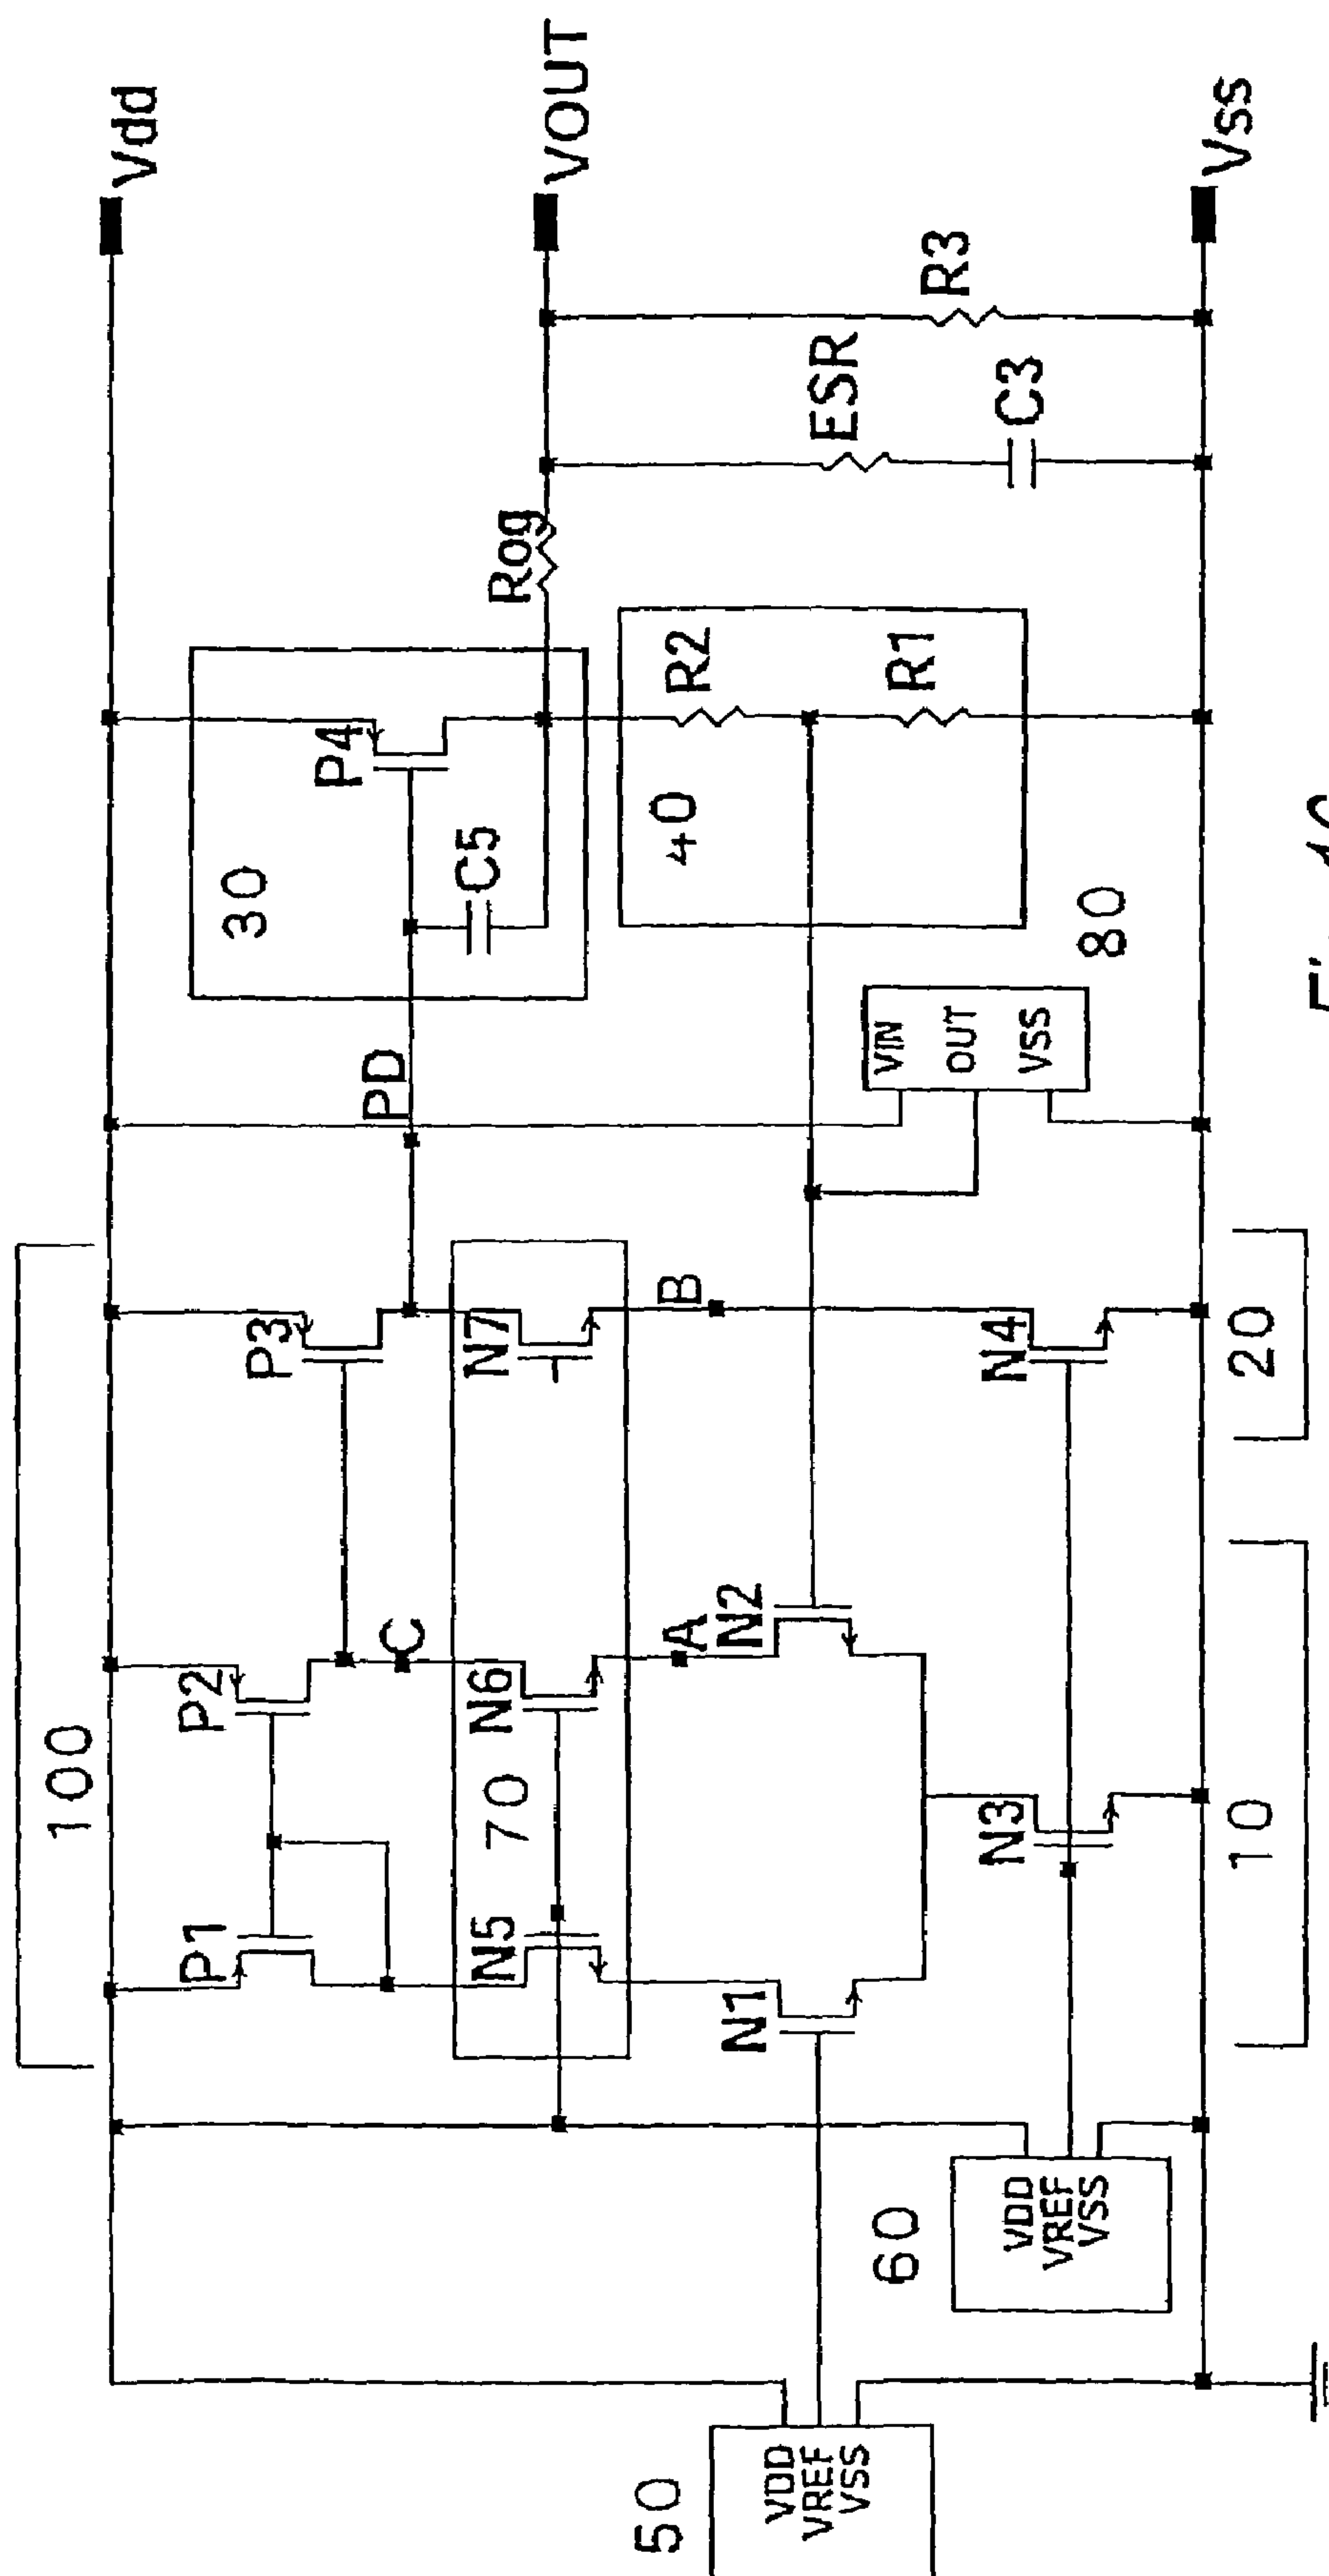 100
Vdd
P1
P2
P3
30
P4
C
PD
C5
Rog
VOUT
N5
70
N6
N7
A
B
40
R2
N1
N2
50
VDD
VREF
VSS
VIN
OUT
VSS
80
R1
ESR
R3
C3
60
VDD
VREF
VSS
N3
N4
10
20
Vss